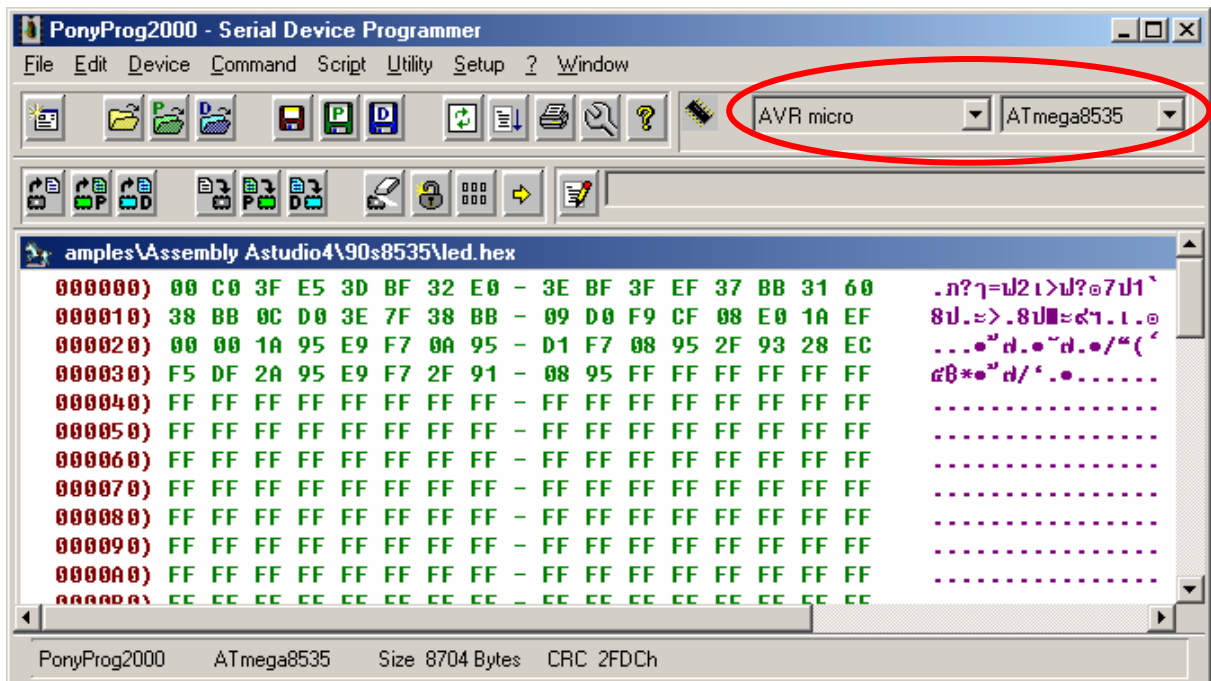 PonyProg2000 - Serial Device Programmer
File Edit Device Command Script Utility Setup ? Window
AVR micro ATmega8535
amples\Assembly Astudio4\90s8535\led.hex
000000) 00 C0 3F E5 3D BF 32 E0 - 3E BF 3F EF 37 BB 31 60
000010) 38 BB 0C D0 3E 7F 38 BB - 09 D0 F9 CF 08 E0 1A EF
000020) 00 00 1A 95 E9 F7 0A 95 - D1 F7 08 95 2F 93 28 EC
000030) F5 DF 2A 95 E9 F7 2F 91 - 08 95 FF FF FF FF FF FF
000040) FF FF FF FF FF FF FF FF - FF FF FF FF FF FF FF FF ................
000050) FF FF FF FF FF FF FF FF - FF FF FF FF FF FF FF FF ................
000060) FF FF FF FF FF FF FF FF - FF FF FF FF FF FF FF FF ................
000070) FF FF FF FF FF FF FF FF - FF FF FF FF FF FF FF FF ................
000080) FF FF FF FF FF FF FF FF - FF FF FF FF FF FF FF FF ................
000090) FF FF FF FF FF FF FF FF - FF FF FF FF FF FF FF FF ................
0000A0) FF FF FF FF FF FF FF FF - FF FF FF FF FF FF FF FF ................
PonyProg2000 ATmega8535 Size 8704 Bytes CRC 2FDCh